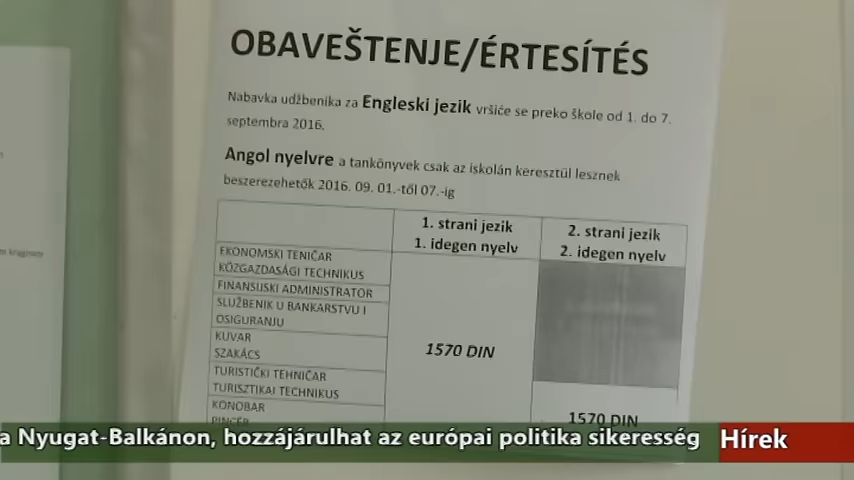 OBAVEŠTENJE/ÉRTESÍTÉS
Nabavka udžbenika za Engleski jezik vršiće se preko škole od 1. do 7.
septembra 2016.
Angol nyelvre a tankönyvek csak az iskolán keresztül lesznek
beszerezehetők 2016. 09. 01.-től 07.-ig
1. strani jezik
1. idegen nyelv
2. strani jezik
2. idegen nyelv
EKONOMSKI TENIČAR
KÖZGAZDASÁGI TECHNIKUS
FINANSIJSKI ADMINISTRATOR
SLUŽBENIK U BANKARSTVU I
OSIGURANJU
KUVAR
SZAKÁCS
TURISTIČKI TEHNIČAR
TURISZTIKAI TECHNIKUS
KONOBAR
PINCÉR
1570 DIN
1570 DIN
a Nyugat-Balkánon, hozzájárulhat az európai politika sikeresség
Hírek